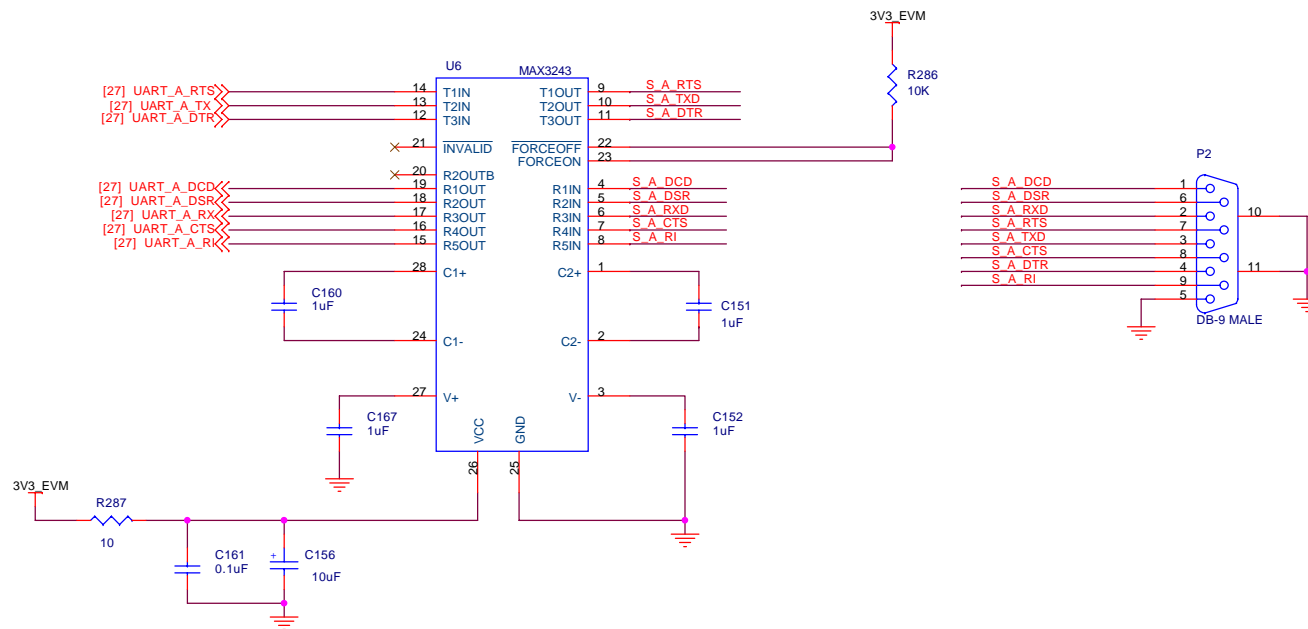 3V3_EVM
U6
MAX3243
R286
10K
[27] UART_A_RTS 14 T1IN T1OUT 9 S_A_RTS
[27] UART_A_TX 13 T2IN T2OUT 10 S_A_TXD
[27] UART_A_DTR 12 T3IN T3OUT 11 S_A_DTR
21 INVALID FORCEOFF 22
FORCEON 23
P2
20 R2OUTB
[27] UART_A_DCD 19 R1OUT R1IN 4 S_A_DCD
[27] UART_A_DSR 18 R2OUT R2IN 5 S_A_DSR
[27] UART_A_RX 17 R3OUT R3IN 6 S_A_RXD
[27] UART_A_CTS 16 R4OUT R4IN 7 S_A_CTS
[27] UART_A_RI 15 R5OUT R5IN 8 S_A_RI
S_A_DCD 1
S_A_DSR 6
S_A_RXD 2 10
S_A_RTS 7
S_A_TXD 3
S_A_CTS 8
S_A_DTR 4 11
S_A_RI 9
5
DB-9 MALE
28 C1+ C2+ 1
C160
1uF
C151
1uF
24 C1- C2- 2
27 V+ V- 3
C167
1uF
C152
1uF
VCC
GND
26
25
3V3_EVM
R287
10
C161
0.1uF
+
C156
10uF